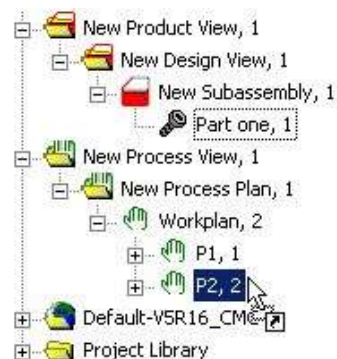 New Product View, 1
New Design View, 1
New Subassembly, 1
Part one, 1
New Process View, 1
New Process Plan, 1
Workplan, 2
P1, 1
P2, 2
Default-V5R16_CM
Project Library